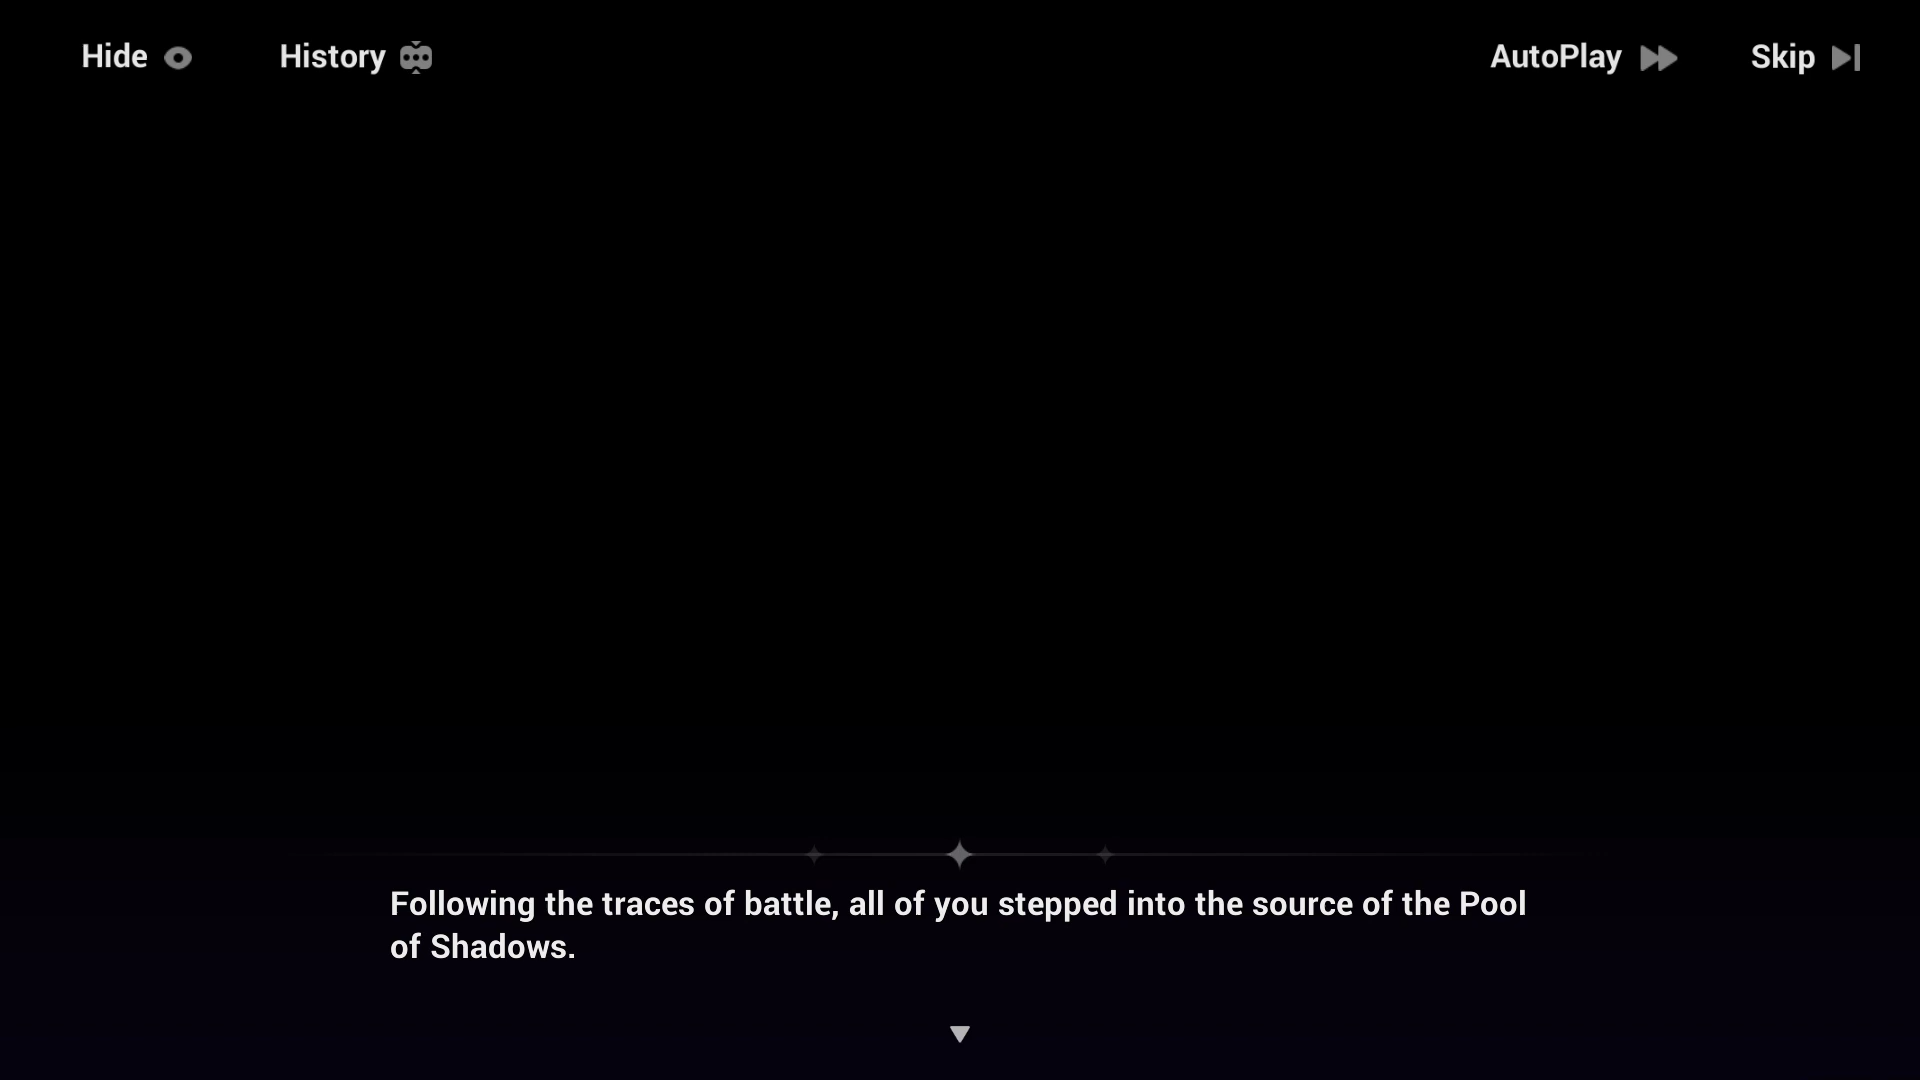 Hide
History
AutoPlay
Skip
Following the traces of battle, all of you stepped into the source of the Pool
of Shadows.